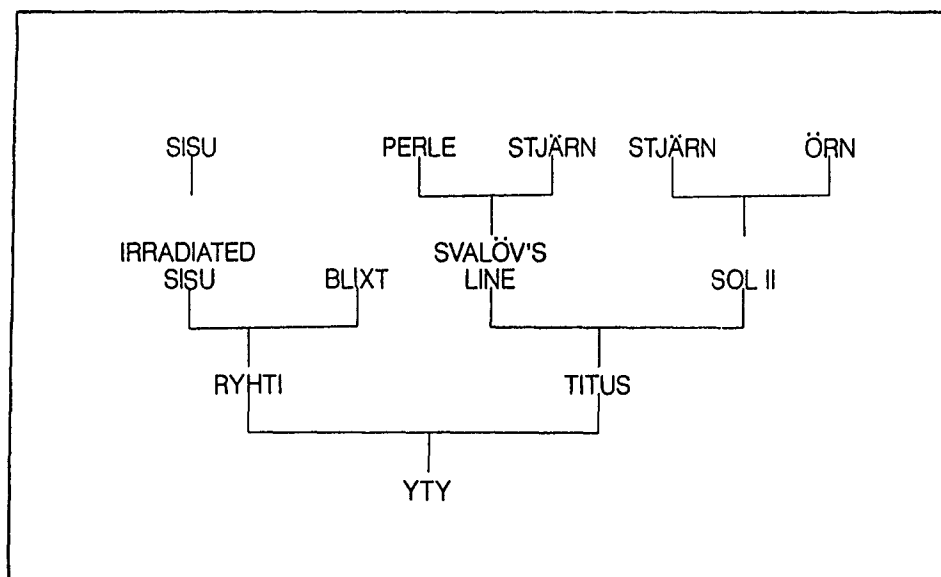 SISU
PERLE
STJÄRN
STJÄRN
ÖRN
IRRADIATED
SISU
BLIXT
SVALÖV'S
LINE
SOL II
RYHTI
TITUS
YTY